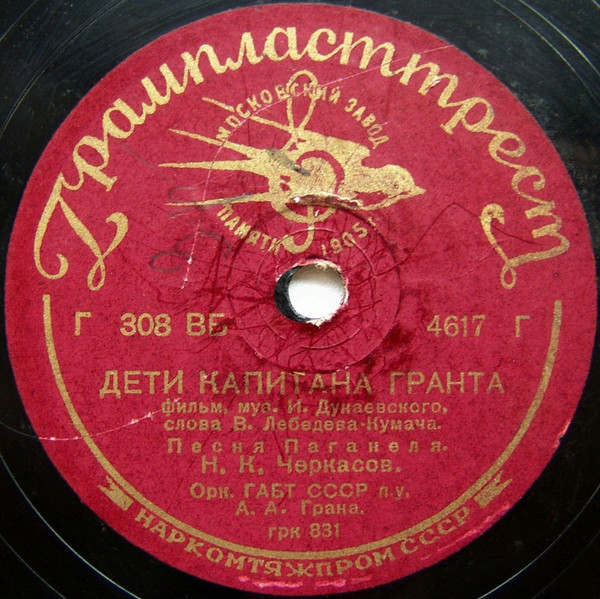 Грампласттрест
МОСКОВСКИЙ ЗАВОД
ПАМЯТИ 1905
Г 308 ВБ 4617 Г
ДЕТИ КАПИТАНА ГРАНТА
фильм, муз. И. Дунаевского,
слова В. Лебедева-Кумача.
Песня Паганеля.
Н. К. Черкасов.
Орк. ГАБТ СССР п.у.
А. А. Грана.
грк 831
НАРКОМТЯЖПРОМ СССР